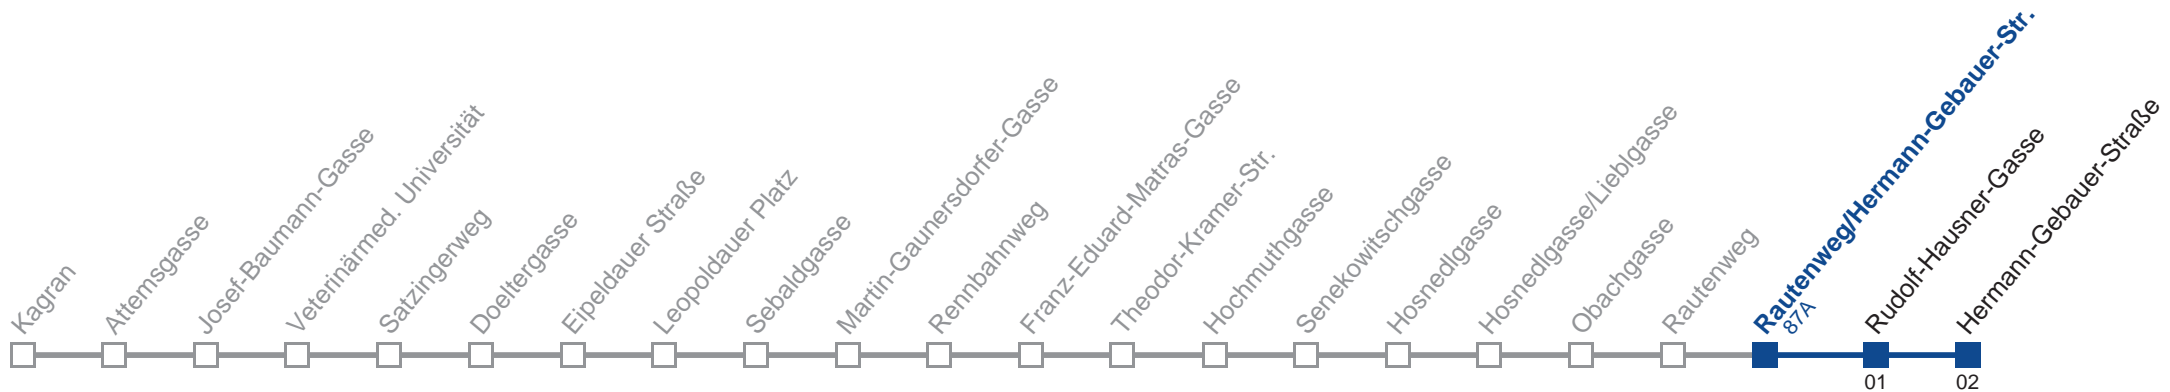 Kagran
Attemsgasse
Josef-Baumann-Gasse
Veterinärmed. Universität
Satzingerweg
Doeltergasse
Eipeldauer Straße
Leopoldauer Platz
Sebaldgasse
Martin-Gaunersdorfer-Gasse
Rennbahnweg
Franz-Eduard-Matras-Gasse
Theodor-Kramer-Str.
Hochmuthgasse
Senekowitschgasse
Hosnedlgasse
Hosnedlgasse/Lieblgasse
Obachgasse
Rautenweg
Rautenweg/Hermann-Gebauer-Str.
87A
Rudolf-Hausner-Gasse
Hermann-Gebauer-Straße
01
02